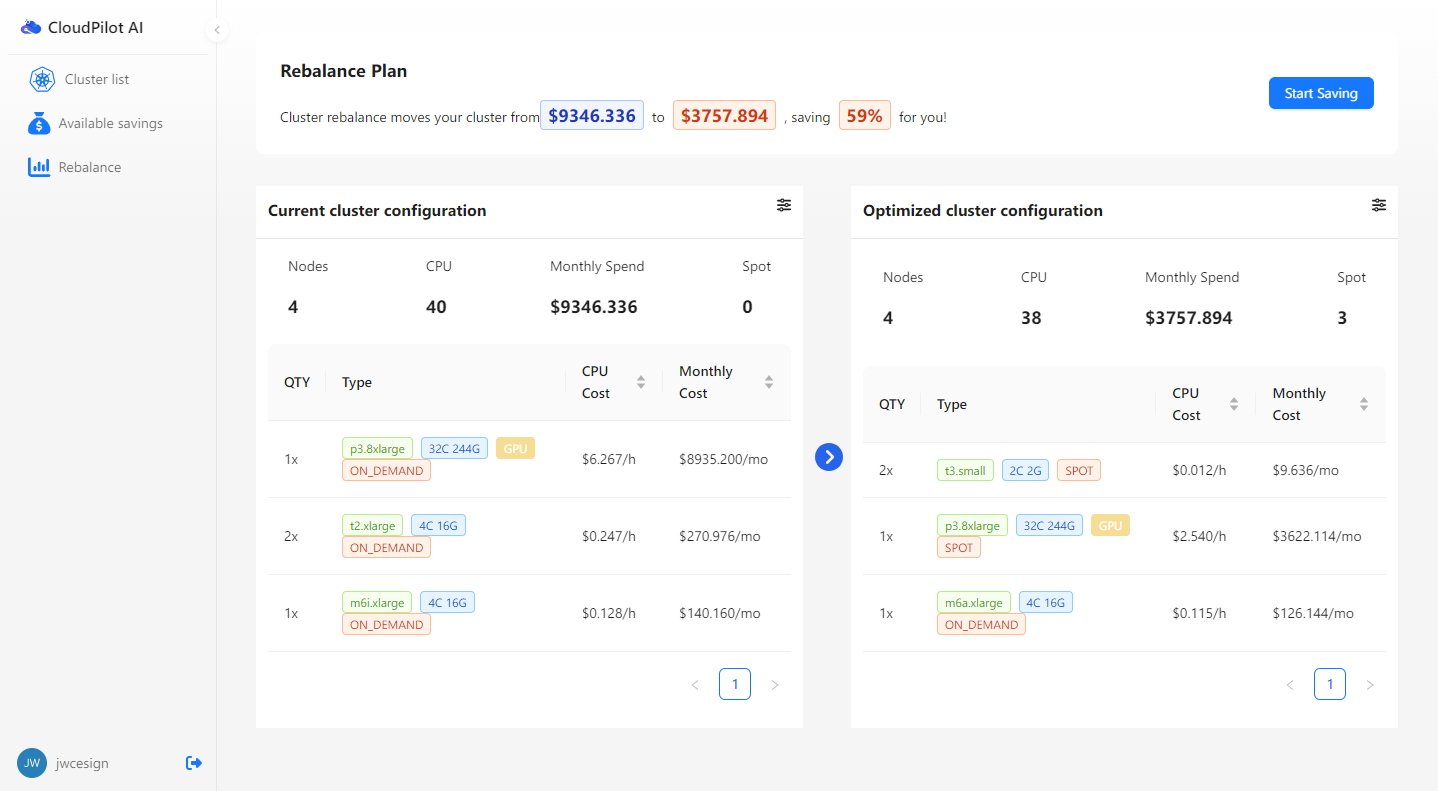 CloudPilot AI
Cluster list
Available savings
Rebalance
Rebalance Plan
Cluster rebalance moves your cluster from $9346.336 to $3757.894 , saving 59% for you!
Start Saving
Current cluster configuration
Nodes CPU Monthly Spend Spot
4 40 $9346.336 0
QTY Type CPU Cost Monthly Cost
1x p3.8xlarge 32C 244G GPU ON_DEMAND $6.267/h $8935.200/mo
2x t2.xlarge 4C 16G ON_DEMAND $0.247/h $270.976/mo
1x m6i.xlarge 4C 16G ON_DEMAND $0.128/h $140.160/mo
1
Optimized cluster configuration
Nodes CPU Monthly Spend Spot
4 38 $3757.894 3
QTY Type CPU Cost Monthly Cost
2x t3.small 2C 2G SPOT $0.012/h $9.636/mo
1x p3.8xlarge 32C 244G GPU SPOT $2.540/h $3622.114/mo
1x m6a.xlarge 4C 16G ON_DEMAND $0.115/h $126.144/mo
1
JW jwcesign